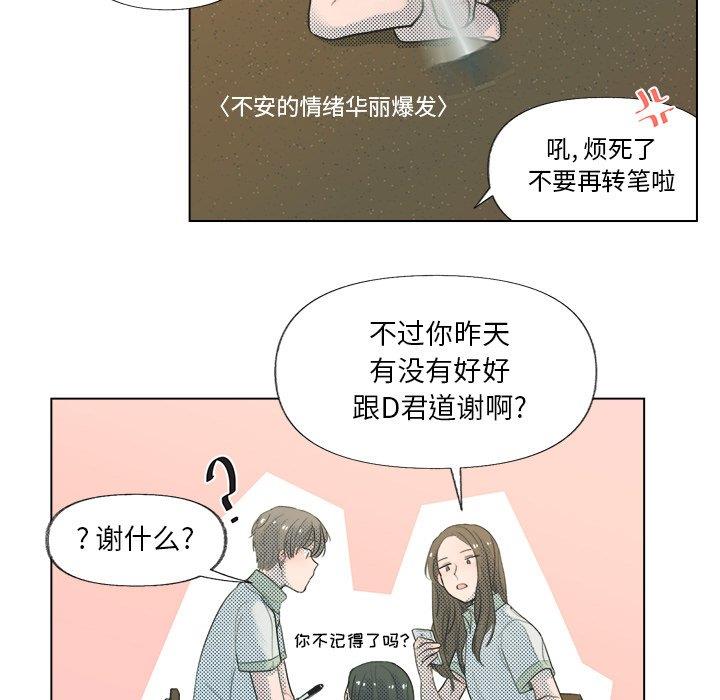 〈不安的情绪华丽爆发〉
吼,烦死了
不要再转笔啦
不过你昨天
有没有好好
跟D君道谢啊?
?
?谢什么?
你不记得了吗?